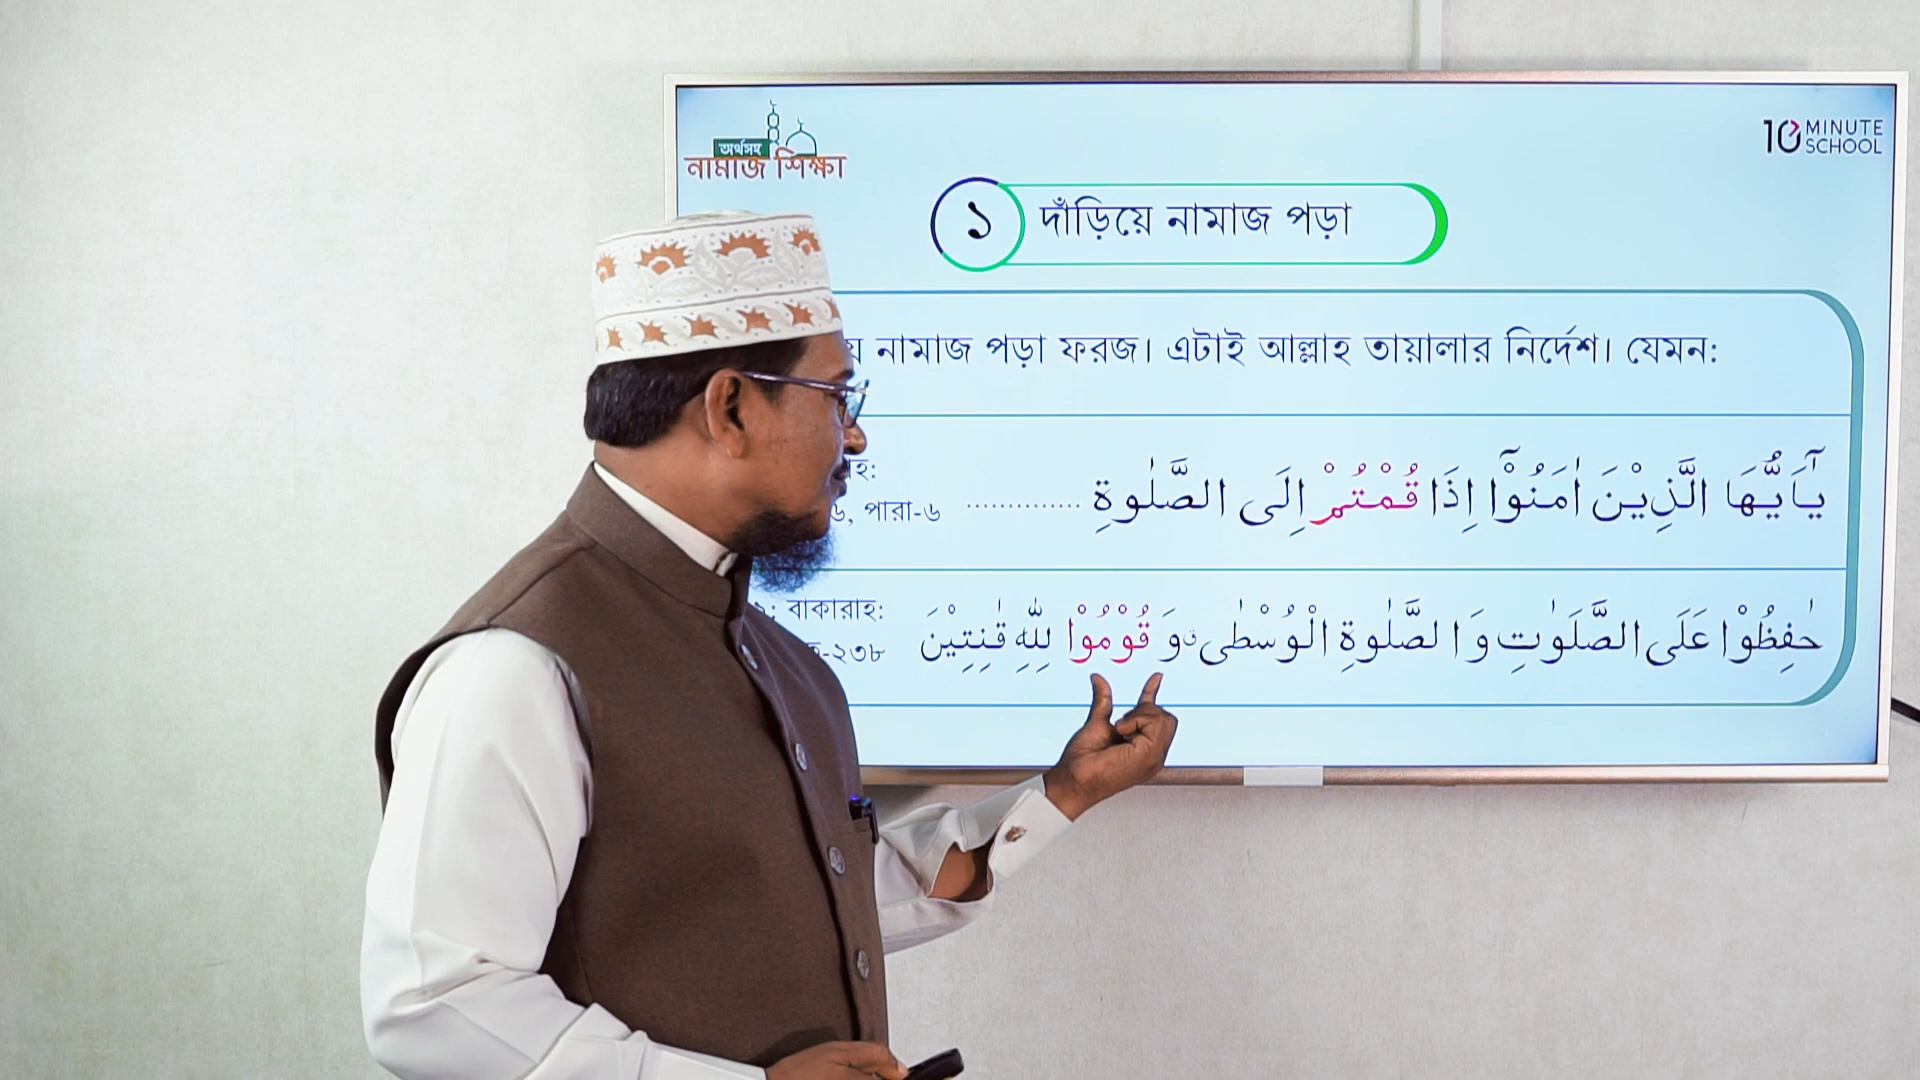 অর্থসহ
নামাজ শিক্ষা
10 MINUTE
SCHOOL
১ দাঁড়িয়ে নামাজ পড়া
নামাজ পড়া ফরজ। এটাই আল্লাহ তায়ালার নির্দেশ। যেমন:
يٰۤاَيُّهَا الَّذِيْنَ اٰمَنُوْۤا اِذَا قُمْتُمْ اِلَى الصَّلٰوةِ ..............
পারা-৬
حٰفِظُوْا عَلَى الصَّلَوٰتِ وَالصَّلٰوةِ الْوُسْطٰى وَقُوْمُوْا لِلّٰهِ قٰنِتِيْنَ
বাকারাহ:
২৩৮